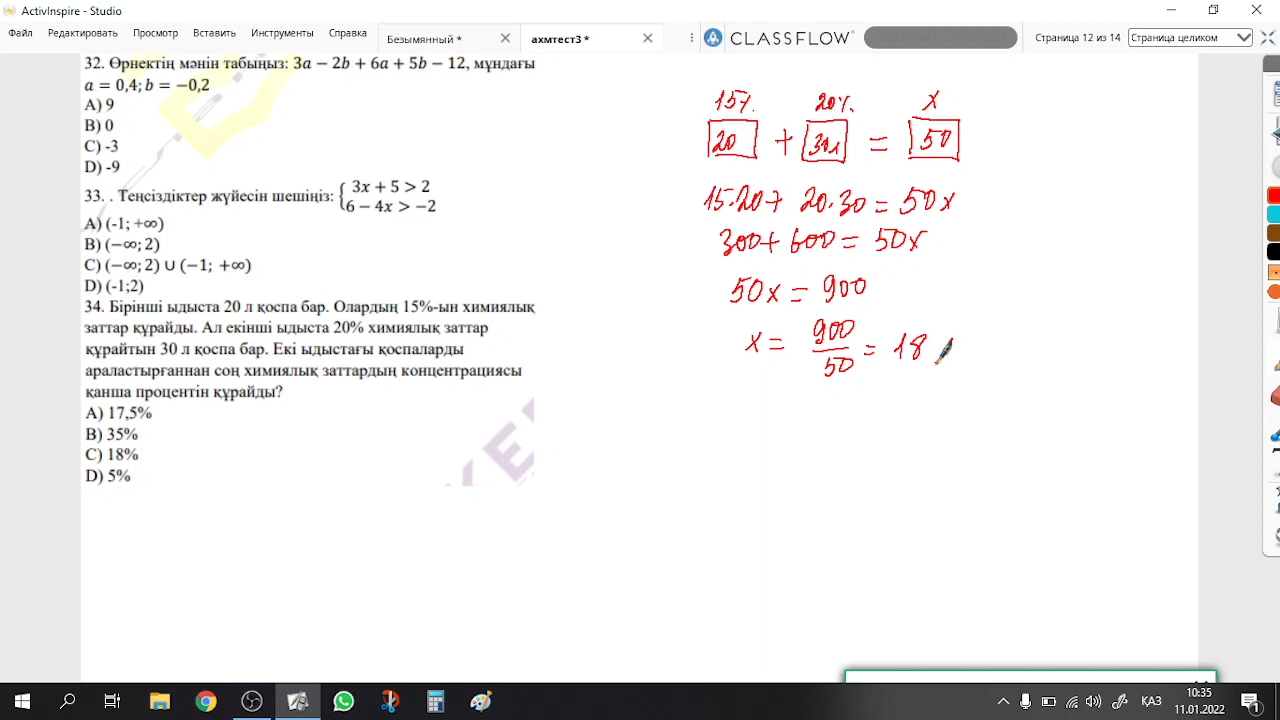 ActivInspire - Studio
Файл Редактировать Просмотр Вставить Инструменты Справка
Безымянный *
ахмтест3 *
CLASSFLOW
Страница 12 из 14
Страница целиком
32. Өрнектің мәнін табыңыз: 3a − 2b + 6a + 5b − 12, мұндағы
a = 0,4; b = −0,2
A) 9
B) 0
C) -3
D) -9
33. . Теңсіздіктер жүйесін шешіңіз: { 3x + 5 > 2
6 − 4x > −2
A) (-1; +∞)
B) (−∞; 2)
C) (−∞; 2) ∪ (−1; +∞)
D) (-1;2)
34. Бірінші ыдыста 20 л қоспа бар. Олардың 15%-ын химиялық
заттар құрайды. Ал екінші ыдыста 20% химиялық заттар
құрайтын 30 л қоспа бар. Екі ыдыстағы қоспаларды
араластырғаннан соң химиялық заттардың концентрациясы
қанша процентін құрайды?
A) 17,5%
B) 35%
C) 18%
D) 5%
15% 20% x
20 + 30л = 50
15·20 + 20·30 = 50x
300 + 600 = 50x
50x = 900
x = 900/50 = 18
КАЗ
10:35
11.01.2022